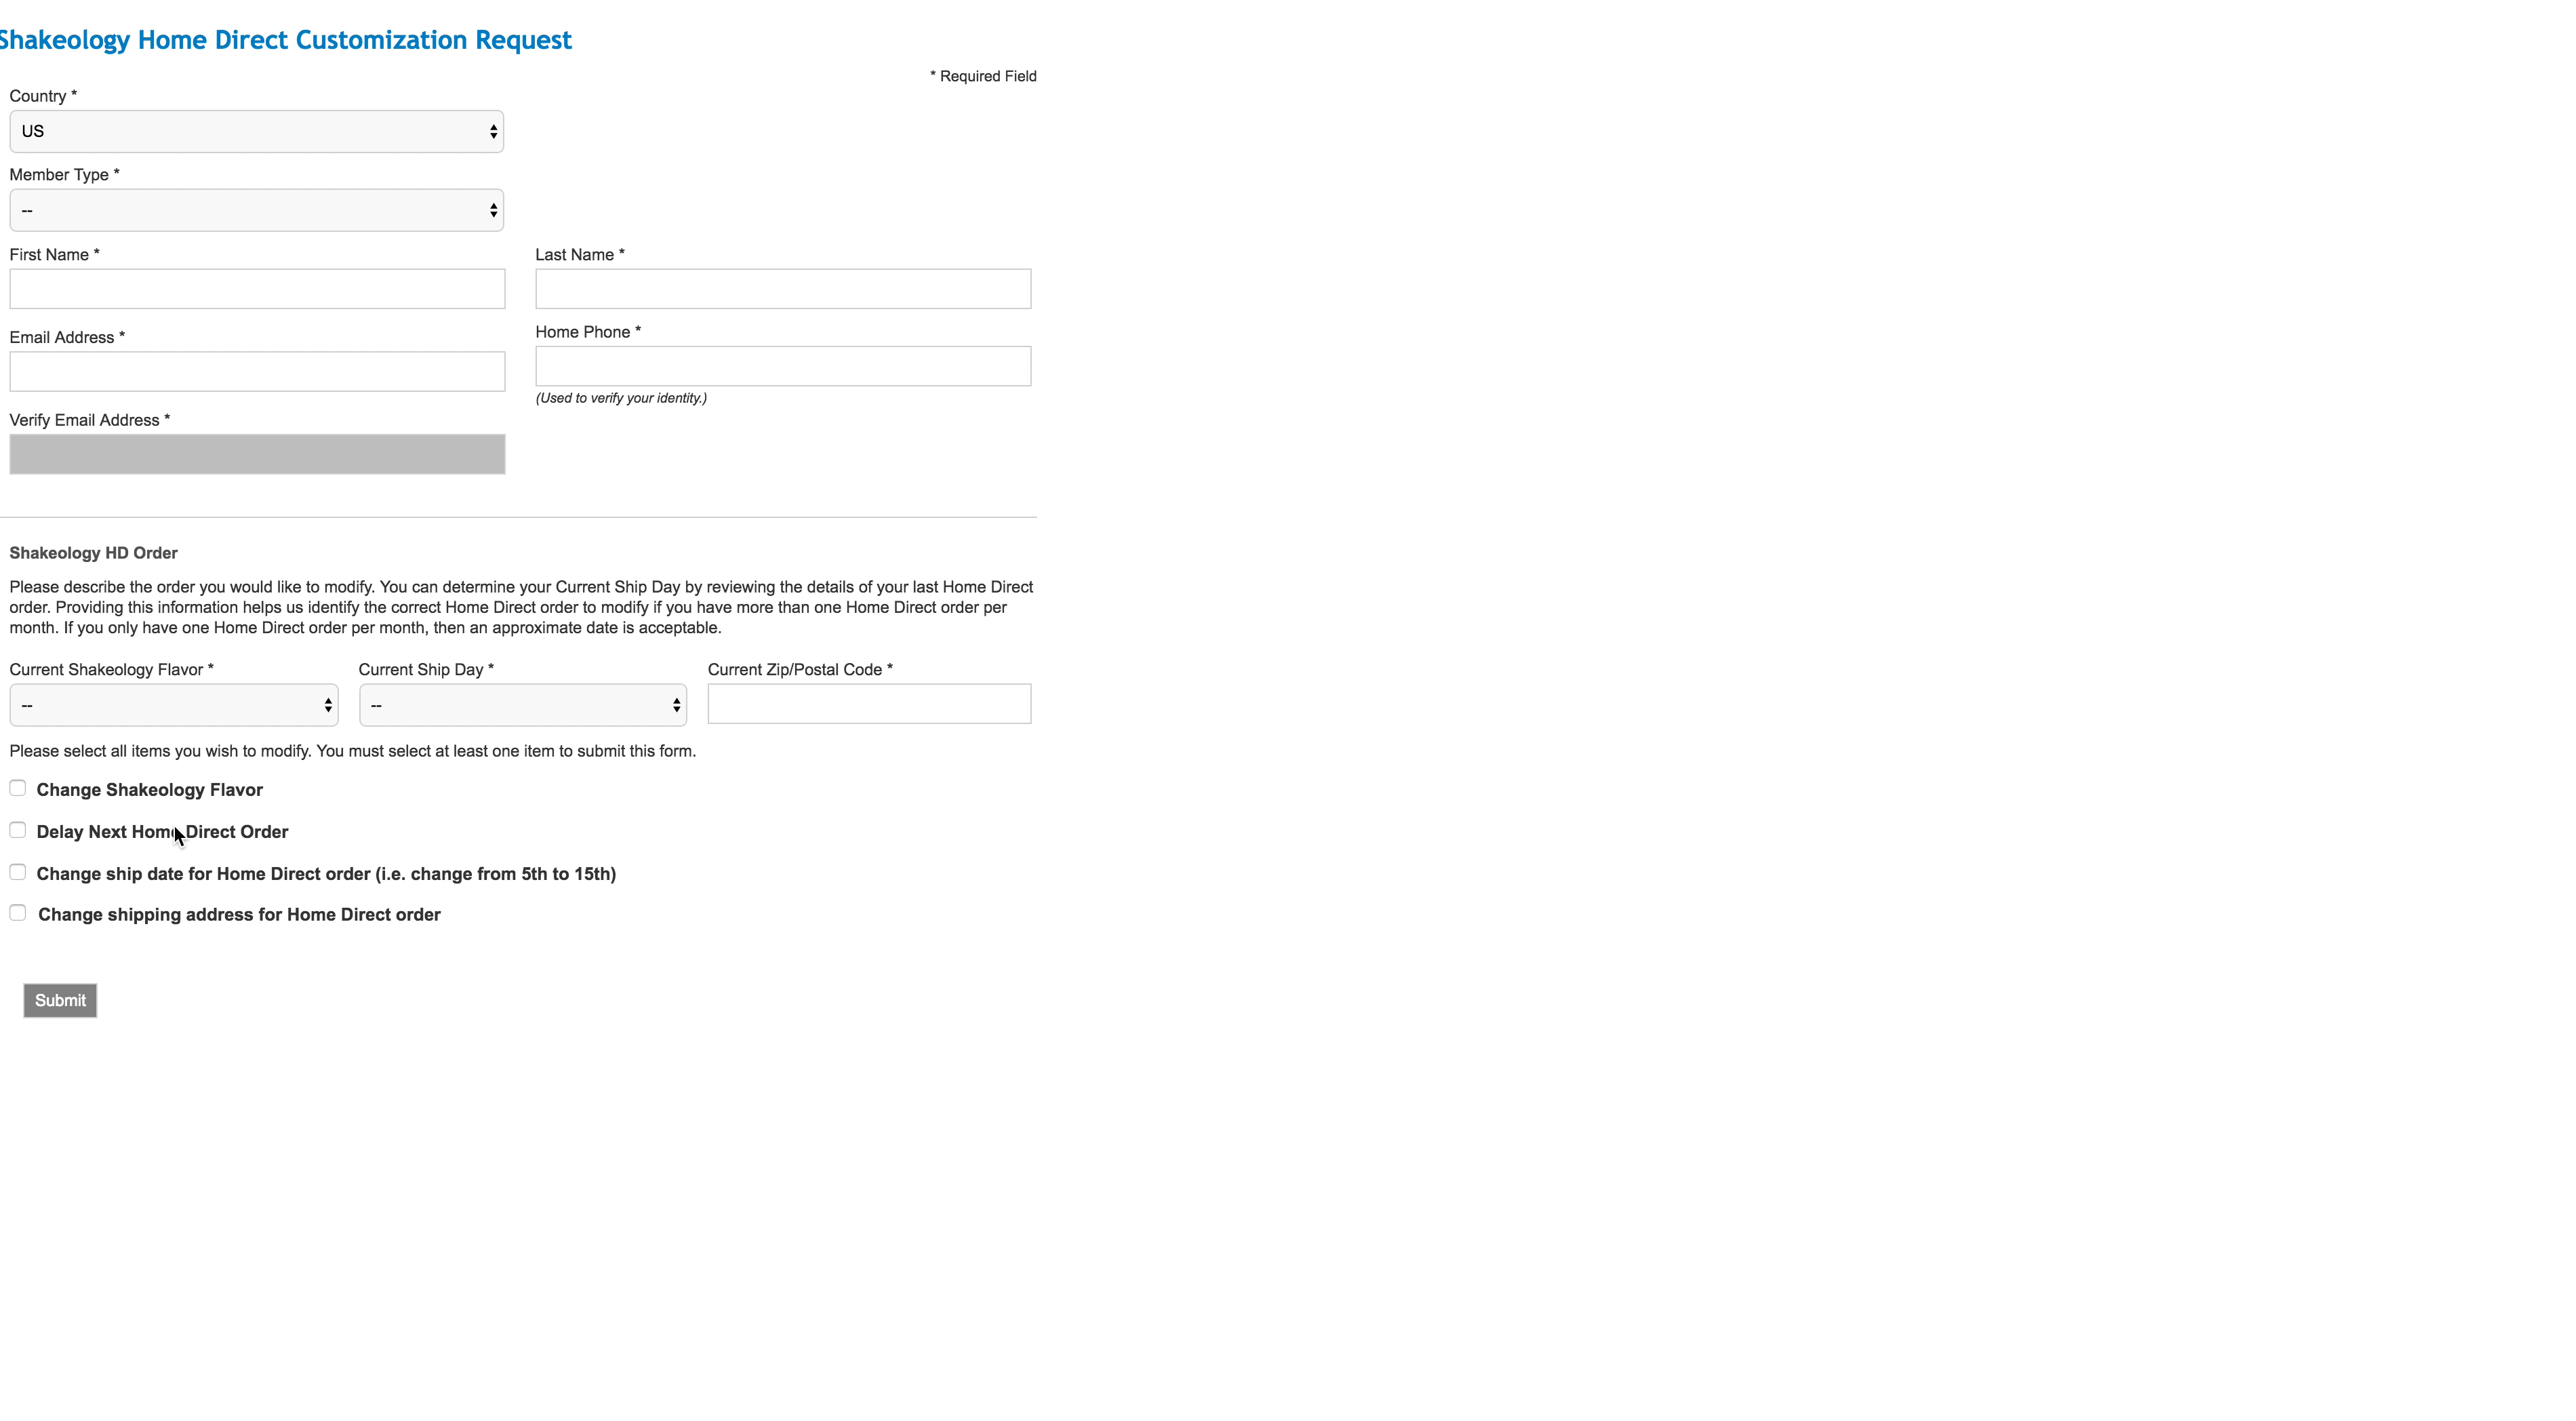 Shakeology Home Direct Customization Request
* Required Field
Country *
US
Member Type *
--
First Name *
Last Name *
Email Address *
Home Phone *
(Used to verify your identity.)
Verify Email Address *
Shakeology HD Order
Please describe the order you would like to modify. You can determine your Current Ship Day by reviewing the details of your last Home Direct
order. Providing this information helps us identify the correct Home Direct order to modify if you have more than one Home Direct order per
month. If you only have one Home Direct order per month, then an approximate date is acceptable.
Current Shakeology Flavor *
Current Ship Day *
Current Zip/Postal Code *
--
--
Please select all items you wish to modify. You must select at least one item to submit this form.
Change Shakeology Flavor
Delay Next Home Direct Order
Change ship date for Home Direct order (i.e. change from 5th to 15th)
Change shipping address for Home Direct order
Submit